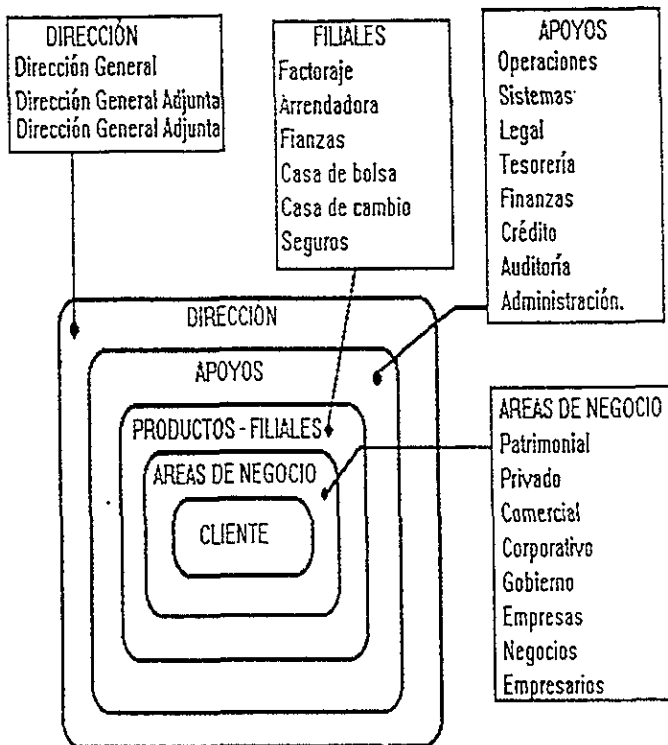 DIRECCIÓN
Dirección General
Dirección General Adjunta
Dirección General Adjunta
FILIALES
Factoraje
Arrendadora
Fianzas
Casa de bolsa
Casa de cambio
Seguros
APOYOS
Operaciones
Sistemas
Legal
Tesorería
Finanzas
Crédito
Auditoría
Administración.
DIRECCIÓN
APOYOS
PRODUCTOS - FILIALES
AREAS DE NEGOCIO
CLIENTE
AREAS DE NEGOCIO
Patrimonial
Privado
Comercial
Corporativo
Gobierno
Empresas
Negocios
Empresarios